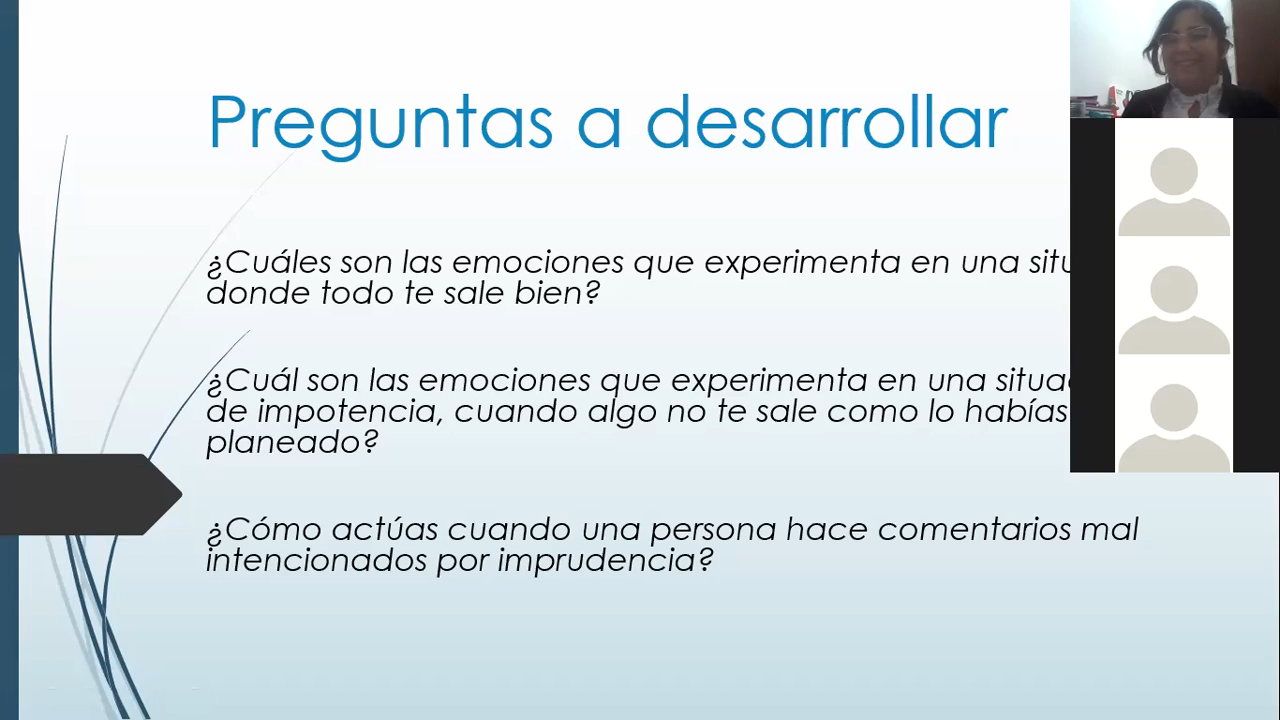 Preguntas a desarrollar
¿Cuáles son las emociones que experimenta en una
donde todo te sale bien?
¿Cuál son las emociones que experimenta en una
de impotencia, cuando algo no te sale como lo habías
planeado?
¿Cómo actúas cuando una persona hace comentarios mal
intencionados por imprudencia?